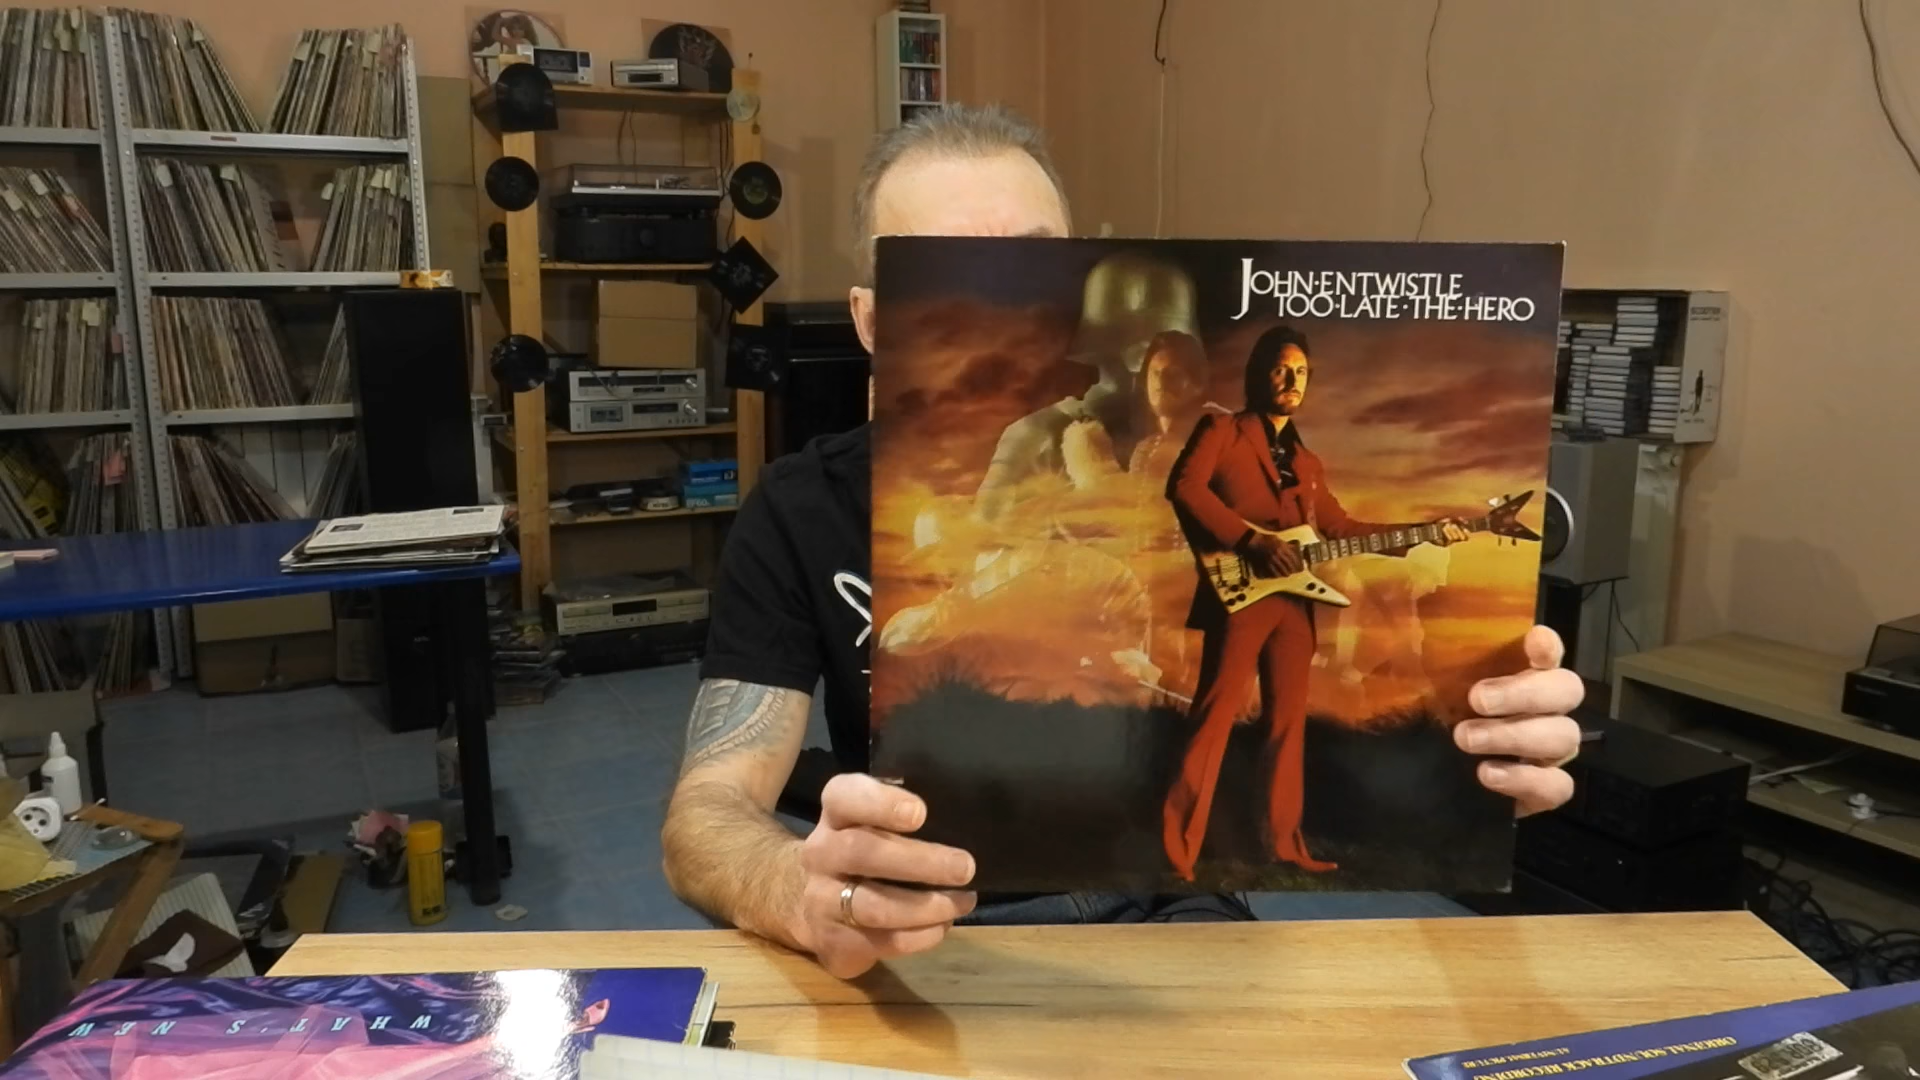 JOHN·ENTWISTLE
TOO·LATE·THE·HERO
WHAT'S NEW
ORIGINAL SOUNDTRACK RECORDING